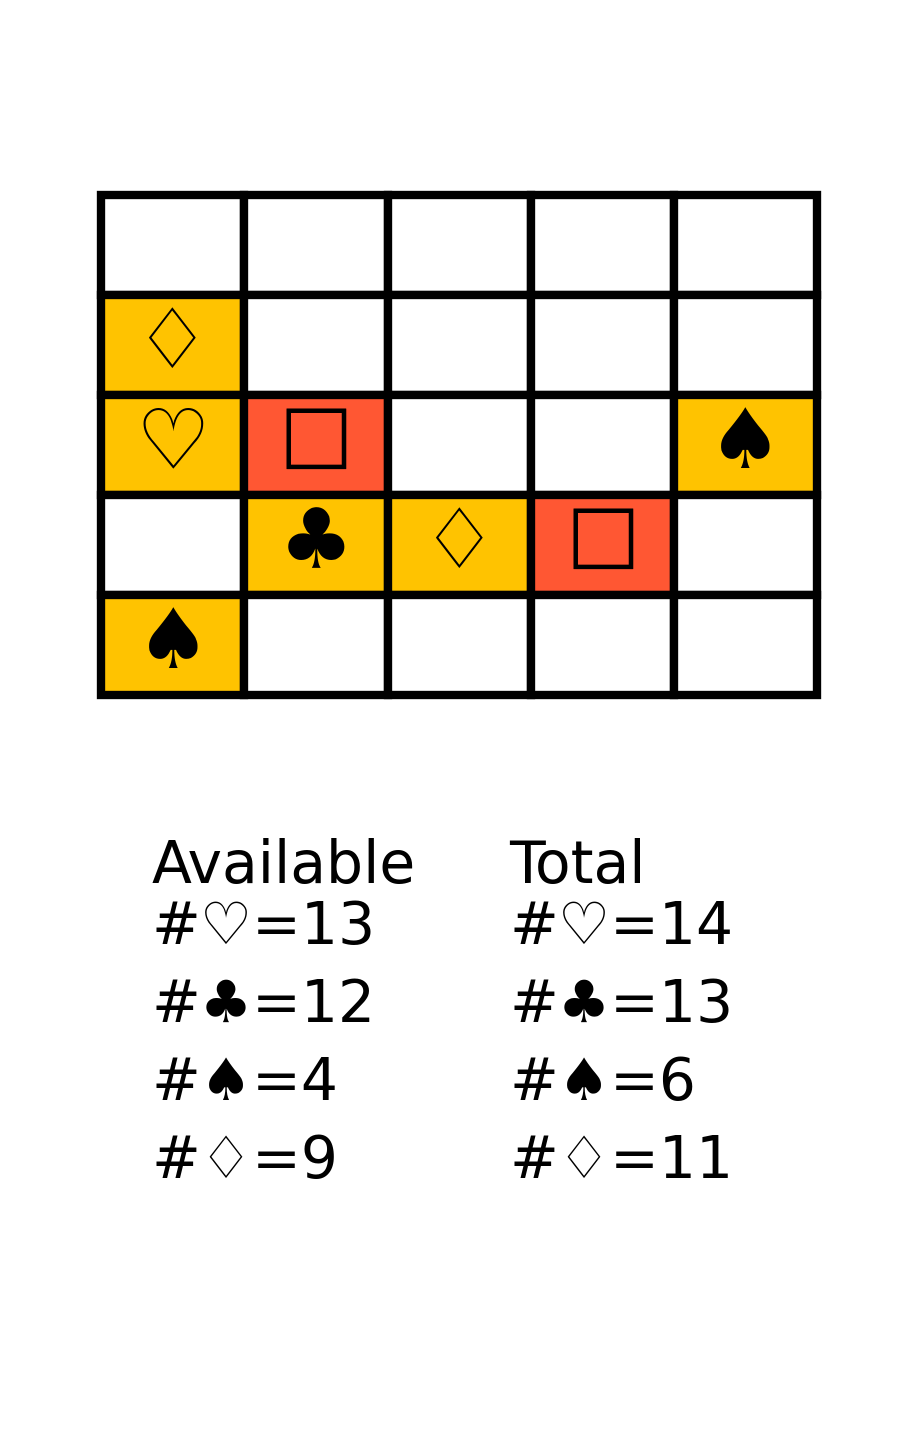 ♢
♡ □ ♠
♣ ♢ □
♠
Available Total
#♡=13 #♡=14
#♣=12 #♣=13
#♠=4 #♠=6
#♢=9 #♢=11